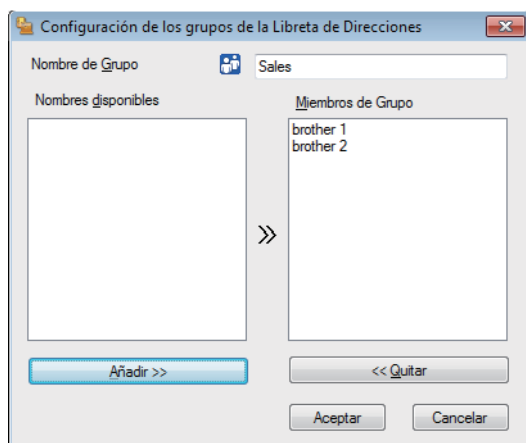 Configuración de los grupos de la Libreta de Direcciones
Nombre de Grupo
Sales
Nombres disponibles
Miembros de Grupo
brother 1
brother 2
Añadir >>
<< Quitar
Aceptar
Cancelar